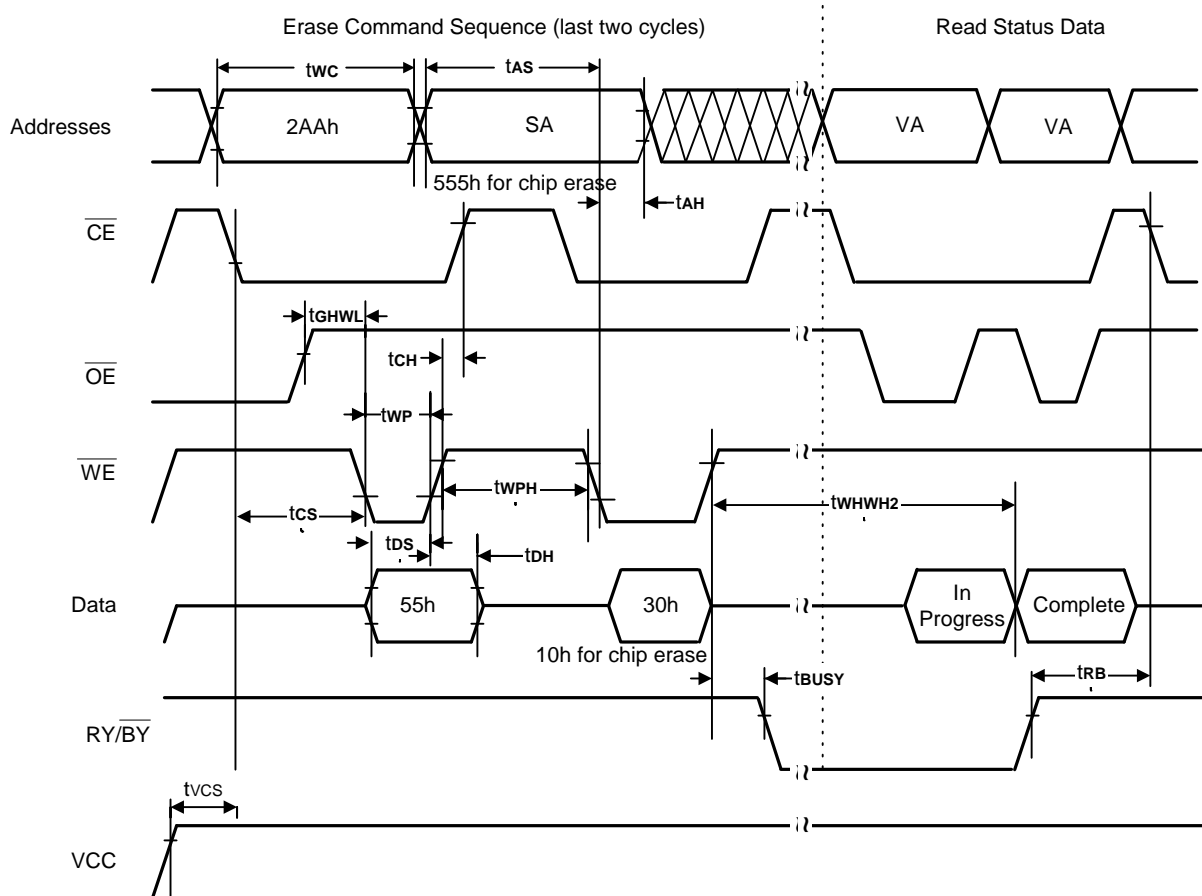 Erase Command Sequence (last two cycles)
Read Status Data
tWC
tAS
Addresses
2AAh
SA
VA
VA
555h for chip erase
tAH
CE
tGHWL
tCH
OE
tWP
WE
tWPH
tCS
tWHWH2
tDS
tDH
Data
55h
30h
In Progress
Complete
10h for chip erase
tBUSY
tRB
RY/BY
tVCS
VCC